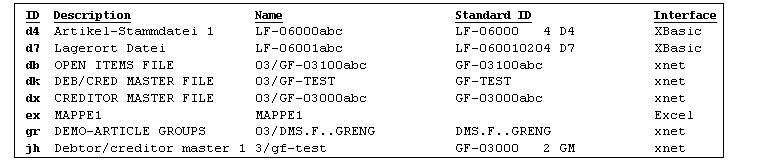 ID Description Name Standard ID Interface
d4 Artikel-Stammdatei 1 LF-06000abc LF-06000 4 D4 XBasic
d7 Lagerort Datei LF-06001abc LF-060010204 D7 XBasic
db OPEN ITEMS FILE O3/GF-03100abc GF-03100abc xnet
dk DEB/CRED MASTER FILE O3/GF-TEST GF-TEST xnet
dx CREDITOR MASTER FILE O3/GF-03000abc GF-03000abc xnet
ex MAPPE1 MAPPE1 Excel
gr DEMO-ARTICLE GROUPS O3/DMS.F..GRENG DMS.F..GRENG xnet
jh Debtor/creditor master 1 3/gf-test GF-03000 2 GM xnet